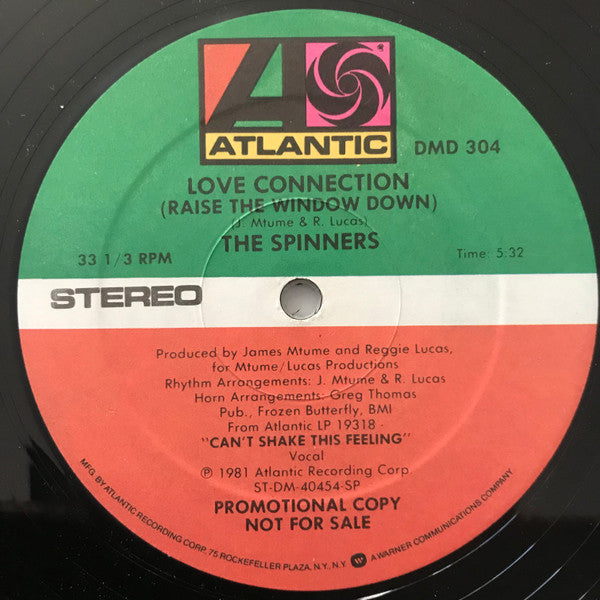 ATLANTIC
DMD 304
LOVE CONNECTION
(RAISE THE WINDOW DOWN)
(J. Mtume & R. Lucas)
THE SPINNERS
33 1/3 RPM
Time: 5:32
STEREO
Produced by James Mtume and Reggie Lucas,
for Mtume/Lucas Productions
Rhythm Arrangements: J. Mtume & R. Lucas
Horn Arrangements: Greg Thomas
Pub., Frozen Butterfly, BMI
From Atlantic LP 19318 -
"CAN'T SHAKE THIS FEELING"
Vocal
℗ 1981 Atlantic Recording Corp.
ST-DM-40454-SP
PROMOTIONAL COPY
NOT FOR SALE
MFG. BY ATLANTIC RECORDING CORP. 75 ROCKEFELLER PLAZA, N.Y., N.Y. A WARNER COMMUNICATIONS COMPANY.